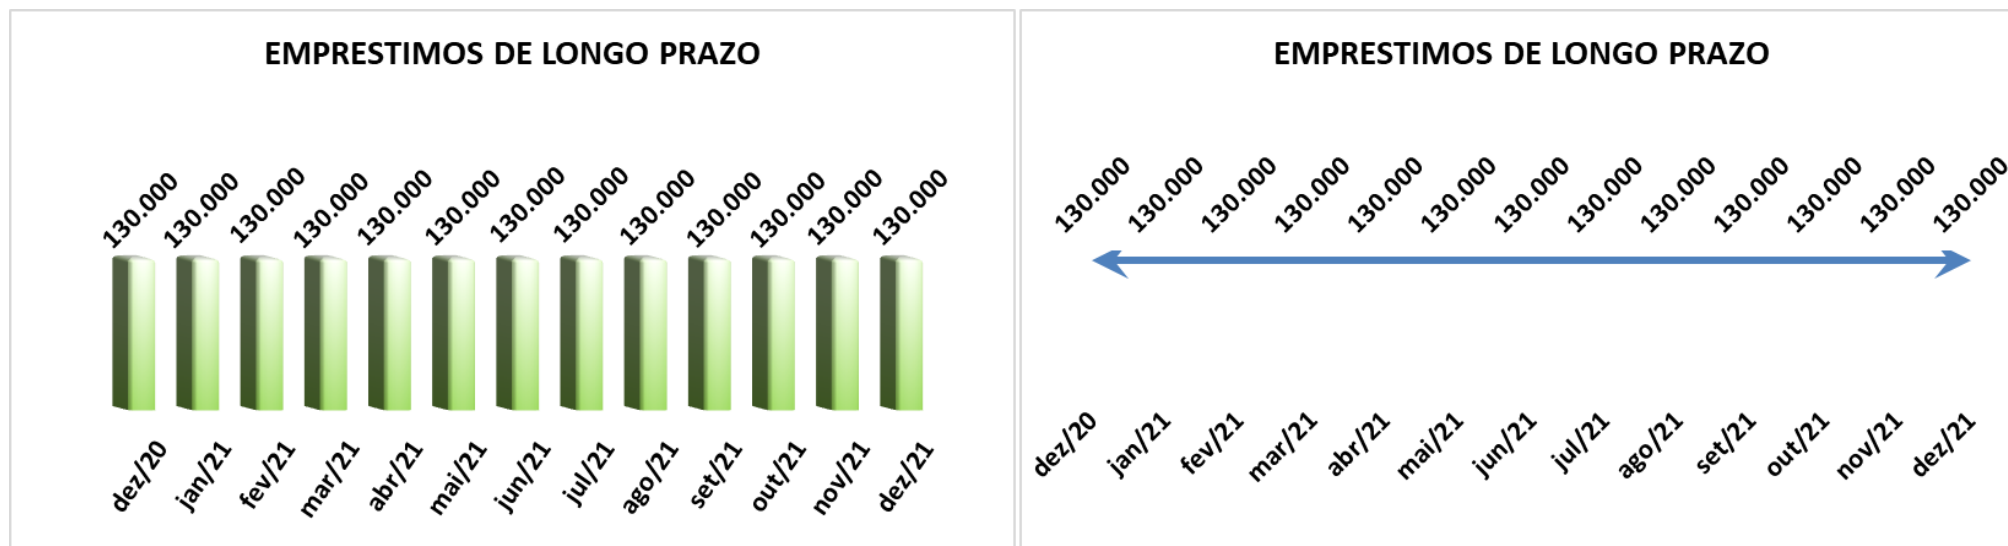 EMPRESTIMOS DE LONGO PRAZO
130.000 130.000 130.000 130.000 130.000 130.000 130.000 130.000 130.000 130.000 130.000 130.000 130.000
dez/20 jan/21 fev/21 mar/21 abr/21 mai/21 jun/21 jul/21 ago/21 set/21 out/21 nov/21 dez/21
EMPRESTIMOS DE LONGO PRAZO
130.000 130.000 130.000 130.000 130.000 130.000 130.000 130.000 130.000 130.000 130.000 130.000 130.000
dez/20 jan/21 fev/21 mar/21 abr/21 mai/21 jun/21 jul/21 ago/21 set/21 out/21 nov/21 dez/21